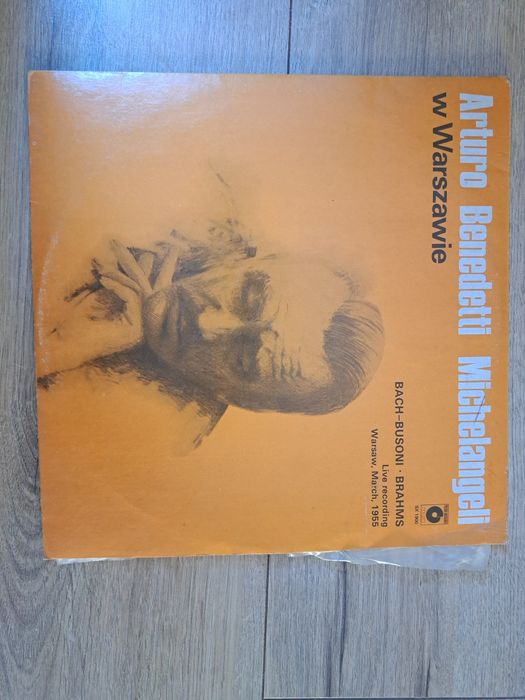 Arturo Benedetti Michelangeli
w Warszawie
BACH-BUSONI · BRAHMS
Live recording
Warsaw, March, 1955